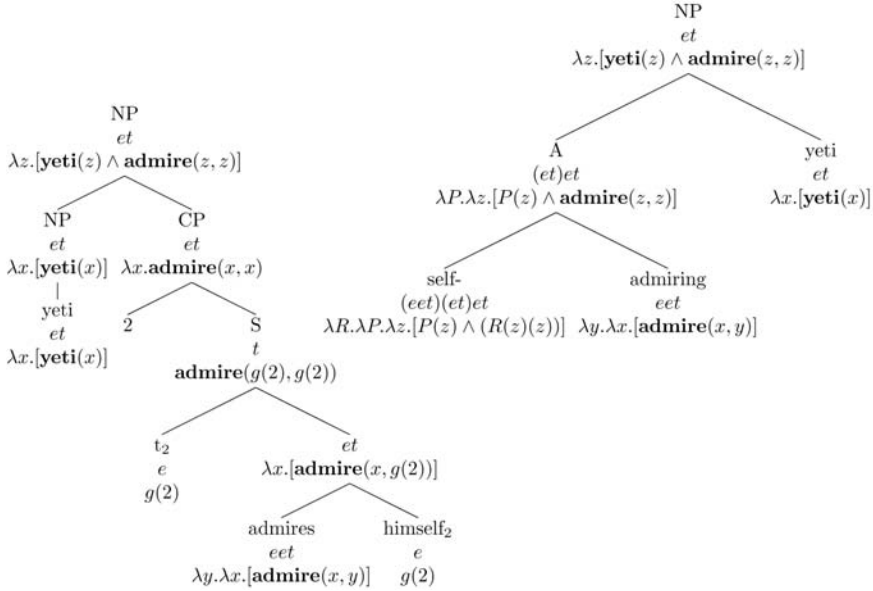 NP
et
λz.[yeti(z) ∧ admire(z, z)]
NP
et
λx.[yeti(x)]
yeti
et
λx.[yeti(x)]
CP
et
λx.admire(x, x)
2
S
t
admire(g(2), g(2))
t₂
e
g(2)
et
λx.[admire(x, g(2))]
admires
eet
λy.λx.[admire(x, y)]
himself₂
e
g(2)
NP
et
λz.[yeti(z) ∧ admire(z, z)]
A
(et)et
λP.λz.[P(z) ∧ admire(z, z)]
self-
(eet)(et)et
λR.λP.λz.[P(z) ∧ (R(z)(z))]
admiring
eet
λy.λx.[admire(x, y)]
yeti
et
λx.[yeti(x)]